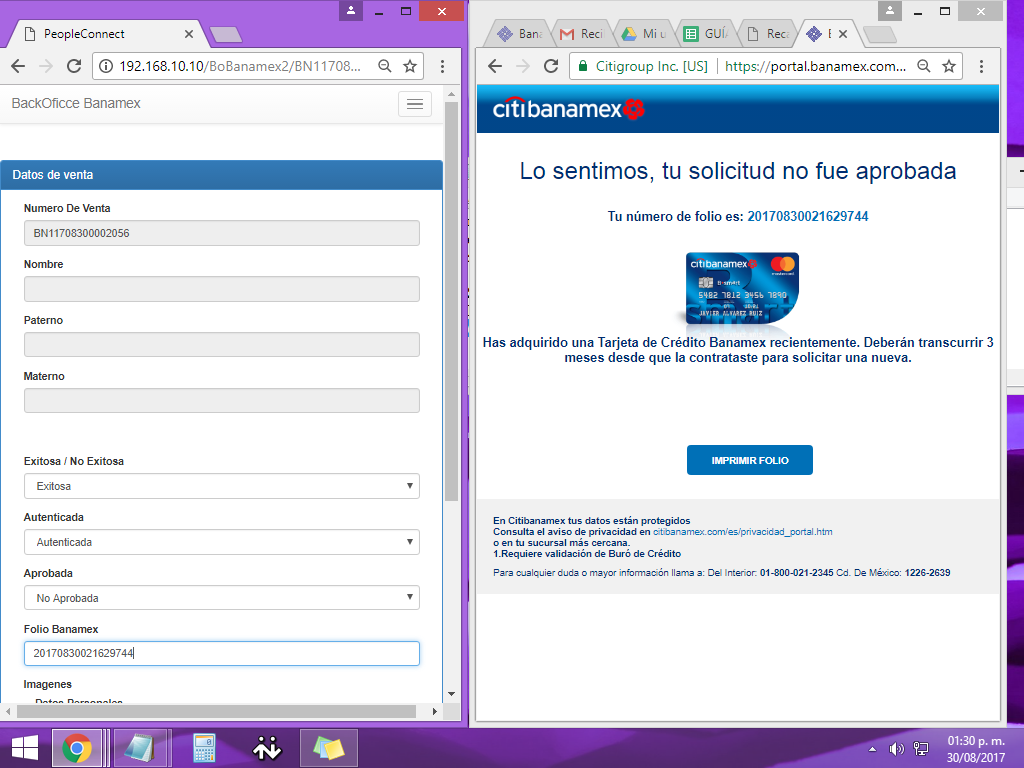 PeopleConnect
192.168.10.10/BoBanamex2/BN11708...
BackOficce Banamex
Datos de venta
Numero De Venta
BN11708300002056
Nombre
Paterno
Materno
Exitosa / No Exitosa
Exitosa
Autenticada
Autenticada
Aprobada
No Aprobada
Folio Banamex
20170830021629744
Imagenes
Datos Personales
Bana
Reci
Mi u
GUÍA
Reca
Citigroup Inc. [US]
https://portal.banamex.com...
citibanamex
Lo sentimos, tu solicitud no fue aprobada
Tu número de folio es: 20170830021629744
citibanamex
mastercard
B·smart
5482 7812 3456 7890
JAVIER ALVAREZ RUIZ
Has adquirido una Tarjeta de Crédito Banamex recientemente. Deberán transcurrir 3
meses desde que la contrataste para solicitar una nueva.
IMPRIMIR FOLIO
En Citibanamex tus datos están protegidos
Consulta el aviso de privacidad en citibanamex.com/es/privacidad_portal.htm
o en tu sucursal más cercana.
1.Requiere validación de Buró de Crédito
Para cualquier duda o mayor información llama a: Del Interior: 01-800-021-2345 Cd. De México: 1226-2639
01:30 p. m.
30/08/2017